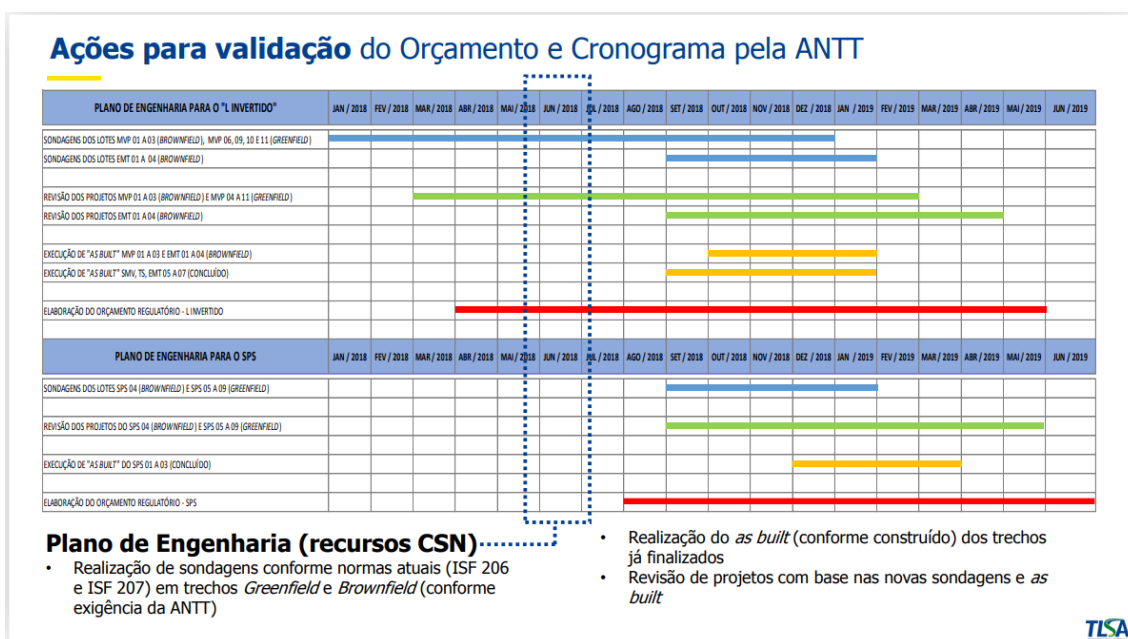 Ações para validação do Orçamento e Cronograma pela ANTT
PLANO DE ENGENHARIA PARA O "L INVERTIDO" JAN / 2018 FEV / 2018 MAR / 2018 ABR / 2018 MAI / 2018 JUN / 2018 JUL / 2018 AGO / 2018 SET / 2018 OUT / 2018 NOV / 2018 DEZ / 2018 JAN / 2019 FEV / 2019 MAR / 2019 ABR / 2019 MAI / 2019 JUN / 2019
SONDAGENS DOS LOTES MVP 01 A 03 (BROWNFIELD), MVP 06, 09, 10 E 11 (GREENFIELD)
SONDAGENS DOS LOTES EMT 01 A 04 (BROWNFIELD)
REVISÃO DOS PROJETOS MVP 01 A 03 (BROWNFIELD) E MVP 04 A 11 (GREENFIELD)
REVISÃO DOS PROJETOS EMT 01 A 04 (BROWNFIELD)
EXECUÇÃO DE "AS BUILT" MVP 01 A 03 E EMT 01 A 04 (BROWNFIELD)
EXECUÇÃO DE "AS BUILT" SMV, TS, EMT 05 A 07 (CONCLUÍDO)
ELABORAÇÃO DO ORÇAMENTO REGULATÓRIO - L INVERTIDO
PLANO DE ENGENHARIA PARA O SPS JAN / 2018 FEV / 2018 MAR / 2018 ABR / 2018 MAI / 2018 JUN / 2018 JUL / 2018 AGO / 2018 SET / 2018 OUT / 2018 NOV / 2018 DEZ / 2018 JAN / 2019 FEV / 2019 MAR / 2019 ABR / 2019 MAI / 2019 JUN / 2019
SONDAGENS DOS LOTES SPS 04 (BROWNFIELD) E SPS 05 A 09 (GREENFIELD)
REVISÃO DOS PROJETOS DO SPS 04 (BROWNFIELD) E SPS 05 A 09 (GREENFIELD)
EXECUÇÃO DE "AS BUILT" DO SPS 01 A 03 (CONCLUÍDO)
ELABORAÇÃO DO ORÇAMENTO REGULATÓRIO - SPS
Plano de Engenharia (recursos CSN)
• Realização de sondagens conforme normas atuais (ISF 206
e ISF 207) em trechos Greenfield e Brownfield (conforme
exigência da ANTT)
• Realização do as built (conforme construído) dos trechos
já finalizados
• Revisão de projetos com base nas novas sondagens e as
built
TLSA